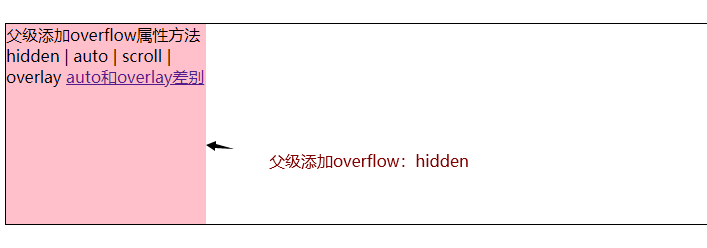 父级添加overflow属性方法
hidden | auto | scroll |
overlay auto和overlay差别
父级添加overflow：hidden